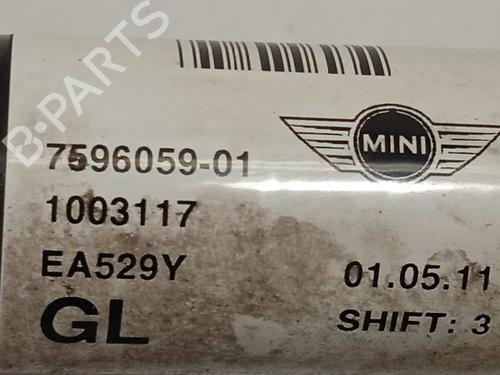 B-PARTS
MINI
7596059-01
1003117
EA529Y
01.05.11
GL
SHIFT: 3